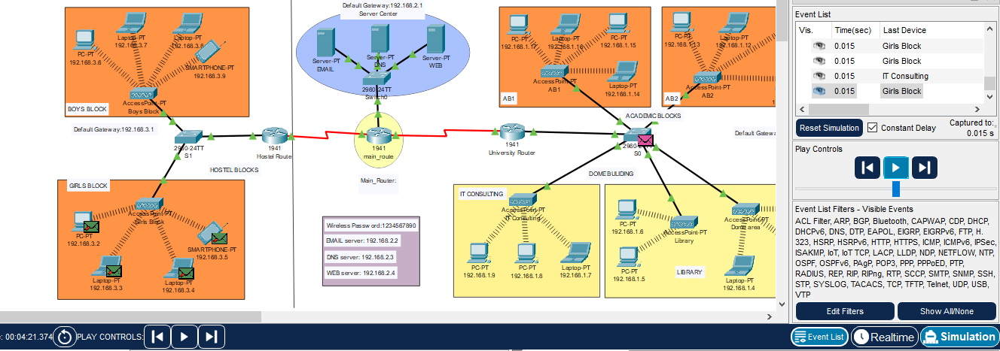 Default Gateway:192.168.2.1
Server Center
Server-PT
EMAIL
Server-PT
DNS
Server-PT
WEB
2960-24TT
Switch0
PC-PT
192.168.3.6
Laptop-PT
192.168.3.7
Laptop-PT
192.168.3.8
SMARTPHONE-PT
192.168.3.9
AccessPoint-PT
Boys Block
BOYS BLOCK
Default Gateway:192.168.3.1
2960-24TT
S1
1941
Hostel Route
HOSTEL BLOCKS
1941
main_route
Main_Router:
1941
University Router
GIRLS BLOCK
AccessPoint-PT
Girls Block
PC-PT
192.168.3.2
Laptop-PT
192.168.3.3
Laptop-PT
192.168.3.4
SMARTPHONE-PT
192.168.3.5
Wireless Password:1234567890
EMAIL server: 192.168.2.2
DNS server: 192.168.2.3
WEB server: 192.168.2.4
PC-PT
192.168.1.17
Laptop-PT
192.168.1.16
PC-PT
192.168.1.15
Laptop-PT
192.168.1.14
AccessPoint-PT
AB1
AB1
PC-PT
Laptop-PT
192.168.1.12
AccessPoint-PT
AB2
AB2
ACADEMIC BLOCKS
Default Gatewa
S0
DOMEBUILDING
IT CONSULTING
AccessPoint-PT
IT Consulting
PC-PT
192.168.1.9
PC-PT
192.168.1.8
Laptop-PT
192.168.1.7
PC-PT
192.168.1.6
PC-PT
192.168.1.5
AccessPoint-PT
Library
LIBRARY
AccessPoint-PT
Dome area
Laptop-PT
192.168.1.4
Event List
Vis. Time(sec) Last Device
0.015 Girls Block
0.015 Girls Block
0.015 IT Consulting
0.015 Girls Block
Reset Simulation Constant Delay Captured to:
0.015 s
Play Controls
Event List Filters - Visible Events
ACL Filter, ARP, BGP, Bluetooth, CAPWAP, CDP, DHCP,
DHCPv6, DNS, DTP, EAPOL, EIGRP, EIGRPv6, FTP, H.
323, HSRP, HSRPv6, HTTP, HTTPS, ICMP, ICMPv6, IPSec,
ISAKMP, IoT, IoT TCP, LACP, LLDP, NDP, NETFLOW, NTP,
OSPF, OSPFv6, PAgP, POP3, PPP, PPPoED, PTP,
RADIUS, REP, RIP, RIPng, RTP, SCCP, SMTP, SNMP, SSH,
STP, SYSLOG, TACACS, TCP, TFTP, Telnet, UDP, USB,
VTP
Edit Filters Show All/None
: 00:04:21.374 PLAY CONTROLS: Event List Realtime Simulation